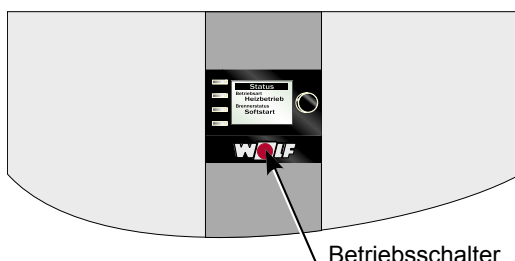 Status
Betriebsart
Heizbetrieb
Brennerstatus
Softstart
WOLF
Betriebsschalter